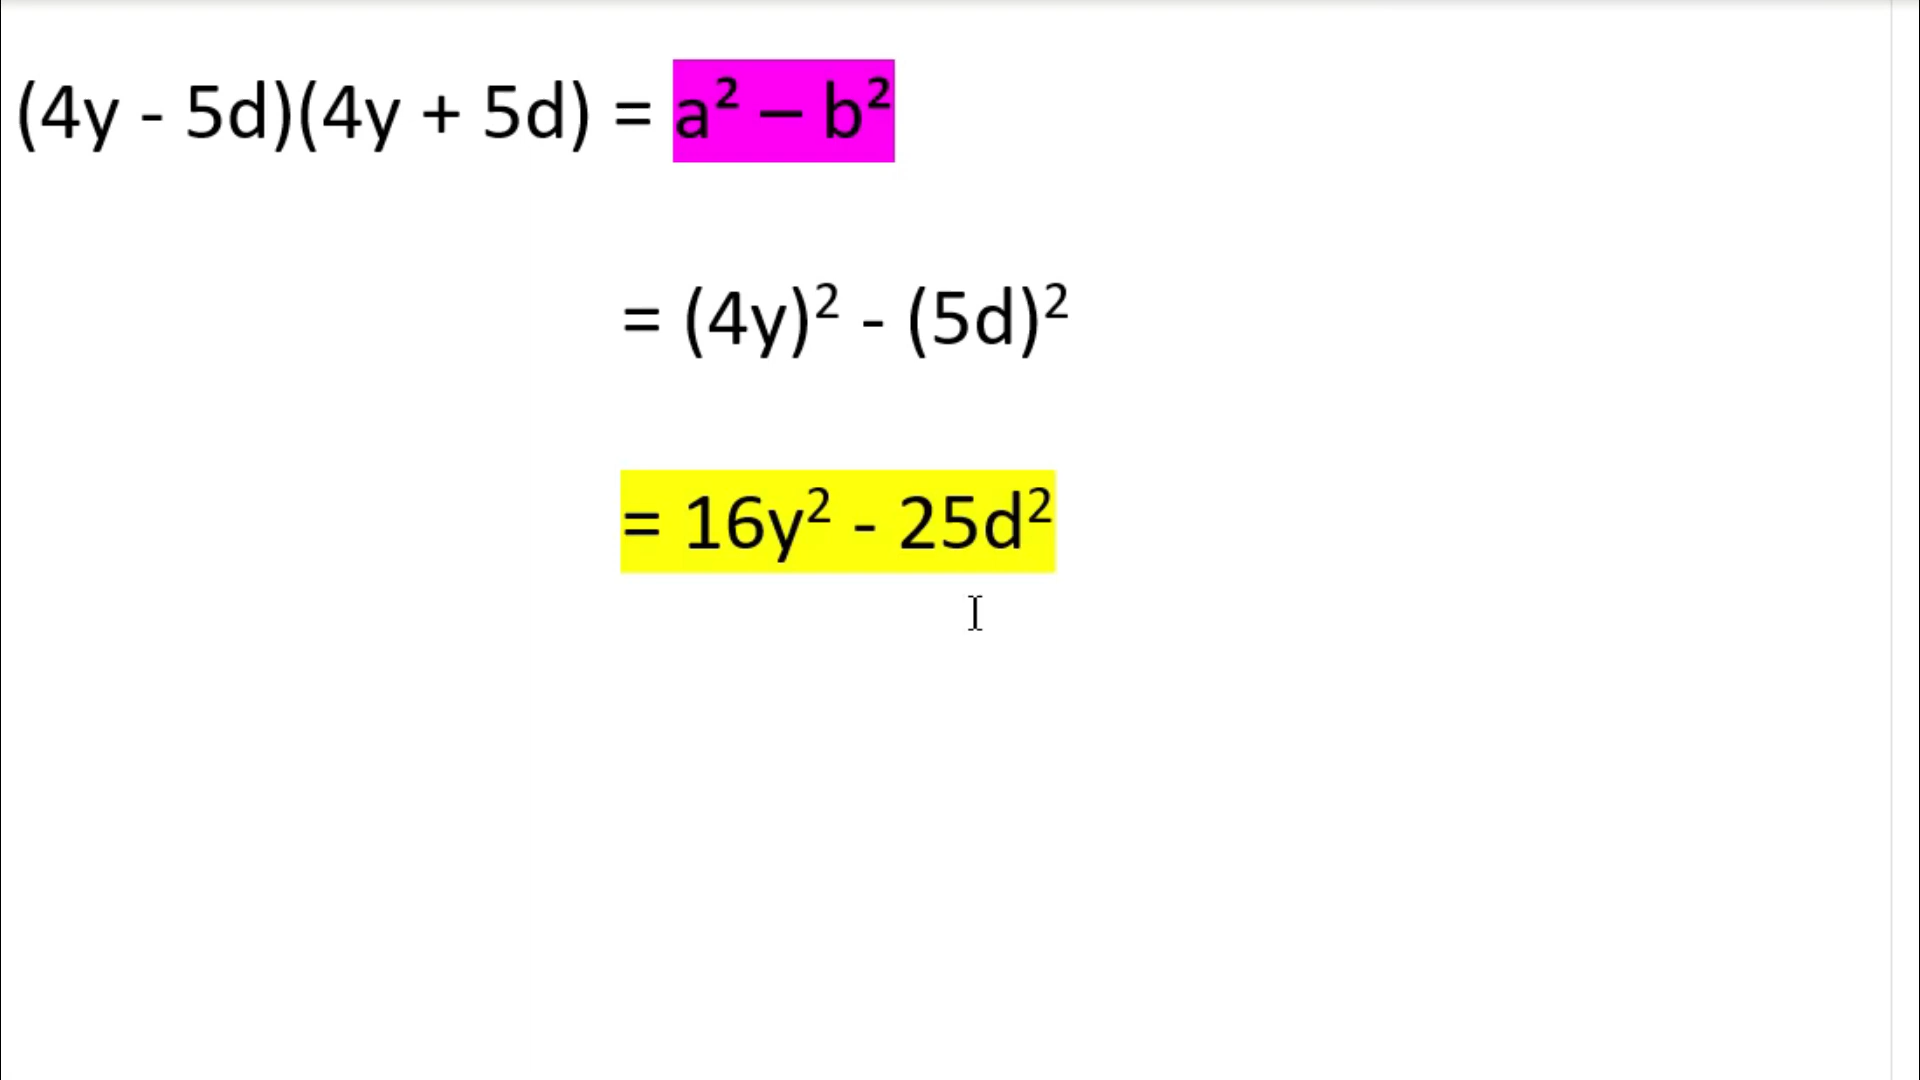 (4y - 5d)(4y + 5d) = a² – b²
= (4y)² - (5d)²
= 16y² - 25d²